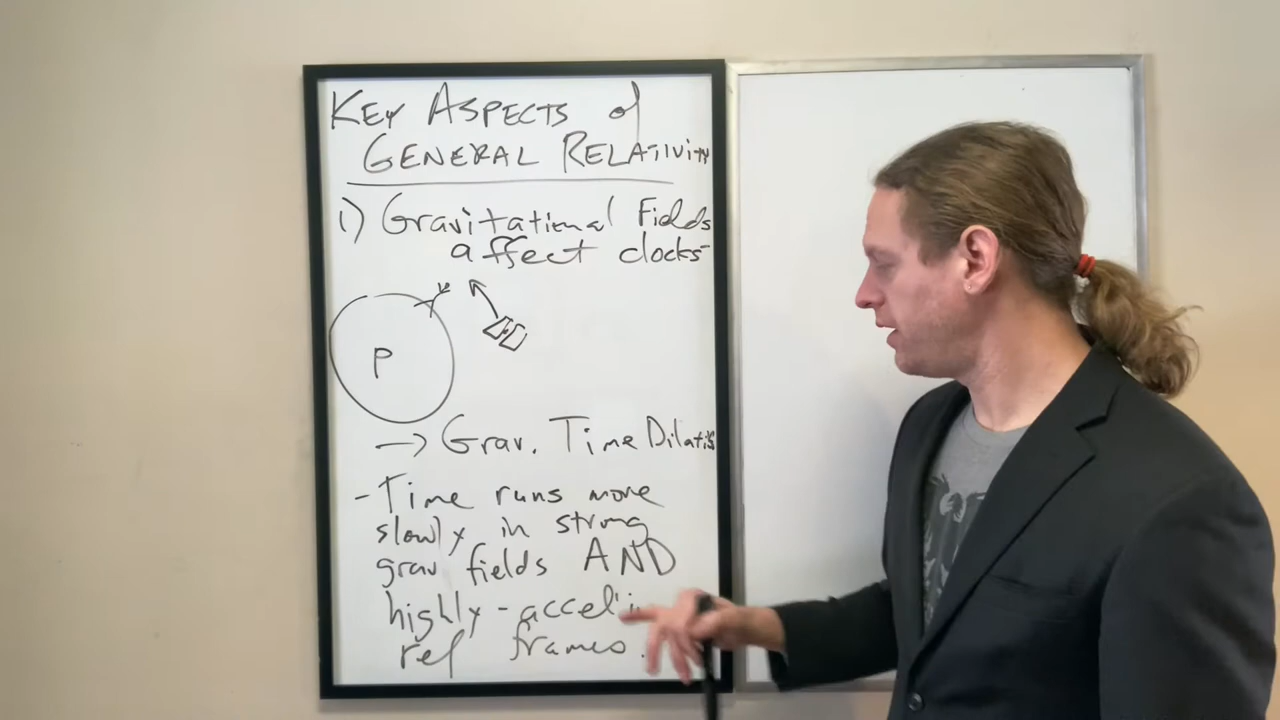 KEY ASPECTS of
GENERAL RELATIVITY
1) Gravitational Fields
affect clocks
P
→ Grav. Time Dilatio
- Time runs more
slowly in strong
grav fields AND
highly-accel'
ref frames.